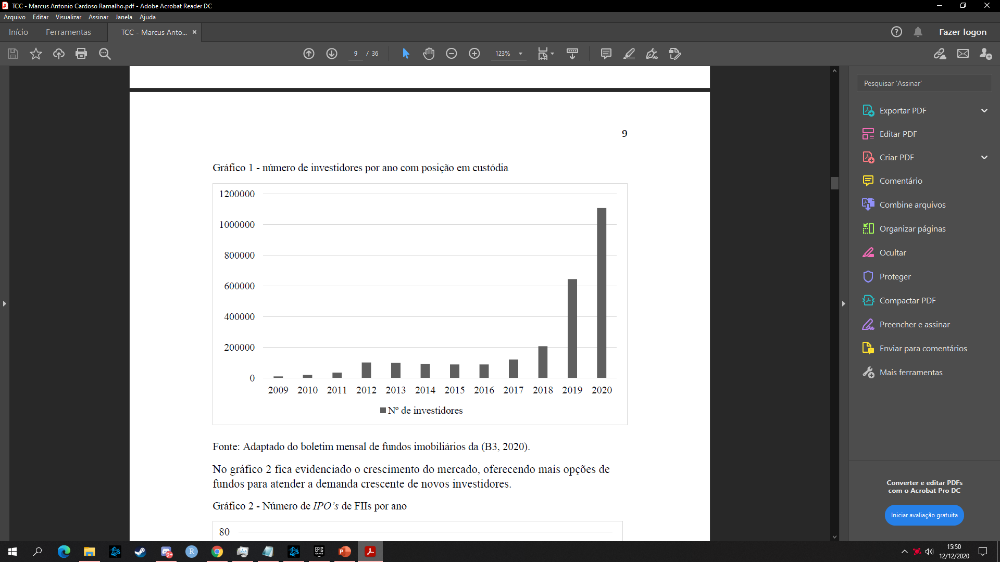 TCC - Marcus Antonio Cardoso Ramalho.pdf - Adobe Acrobat Reader DC
Arquivo Editar Visualizar Assinar Janela Ajuda
Início Ferramentas TCC - Marcus Anto... × Fazer logon
9 / 36 123%
Pesquisar 'Assinar'
Exportar PDF
Editar PDF
Criar PDF
Comentário
Combine arquivos
Organizar páginas
Ocultar
Proteger
Compactar PDF
Preencher e assinar
Enviar para comentários
Mais ferramentas
Converter e editar PDFs
com o Acrobat Pro DC
Iniciar avaliação gratuita
9
Gráfico 1 - número de investidores por ano com posição em custódia
1200000
1000000
800000
600000
400000
200000
0
2009 2010 2011 2012 2013 2014 2015 2016 2017 2018 2019 2020
Nº de investidores
Fonte: Adaptado do boletim mensal de fundos imobiliários da (B3, 2020).
No gráfico 2 fica evidenciado o crescimento do mercado, oferecendo mais opções de
fundos para atender a demanda crescente de novos investidores.
Gráfico 2 - Número de IPO’s de FIIs por ano
80
9+
R
EPIC
GAMES
P
15:50
12/12/2020